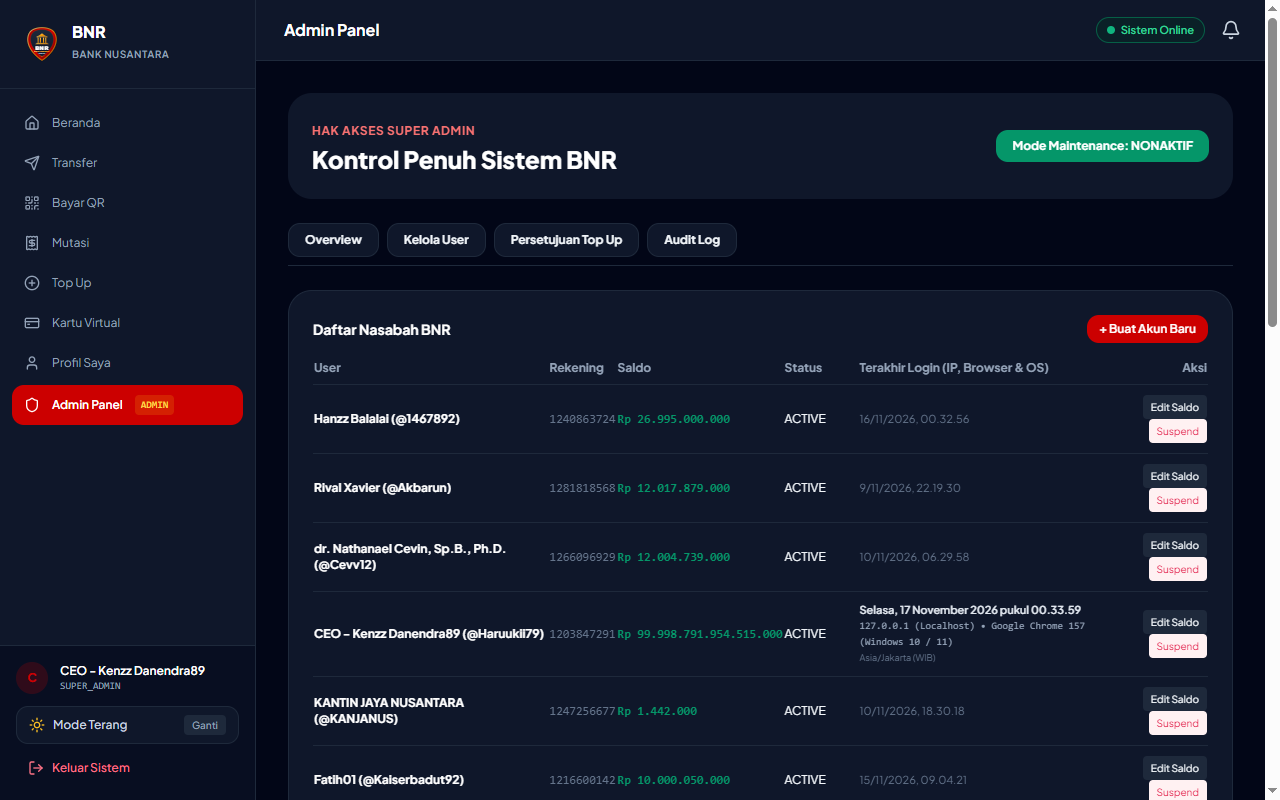 BNR
BANK NUSANTARA
BNR
Beranda
Transfer
Bayar QR
Mutasi
Top Up
Kartu Virtual
Profil Saya
Admin Panel ADMIN
C
CEO - Kenzz Danendra89
SUPER_ADMIN
Mode Terang Ganti
Keluar Sistem
Admin Panel
Sistem Online
HAK AKSES SUPER ADMIN
Kontrol Penuh Sistem BNR
Mode Maintenance: NONAKTIF
Overview Kelola User Persetujuan Top Up Audit Log
Daftar Nasabah BNR
+ Buat Akun Baru
User Rekening Saldo Status Terakhir Login (IP, Browser & OS) Aksi
Hanzz Balalai (@1467892) 1240863724 Rp 26.995.000.000 ACTIVE 16/11/2026, 00.32.56 Edit Saldo
Suspend
Rival Xavier (@Akbarun) 1281818568 Rp 12.017.879.000 ACTIVE 9/11/2026, 22.19.30 Edit Saldo
Suspend
dr. Nathanael Cevin, Sp.B., Ph.D.
(@Cevv12) 1266096929 Rp 12.004.739.000 ACTIVE 10/11/2026, 06.29.58 Edit Saldo
Suspend
CEO - Kenzz Danendra89 (@Haruukii79) 1203847291 Rp 99.998.791.954.515.000 ACTIVE Selasa, 17 November 2026 pukul 00.33.59
127.0.0.1 (Localhost) • Google Chrome 157
(Windows 10 / 11)
Asia/Jakarta (WIB)
Edit Saldo
Suspend
KANTIN JAYA NUSANTARA
(@KANJANUS) 1247256677 Rp 1.442.000 ACTIVE 10/11/2026, 18.30.18 Edit Saldo
Suspend
Fatih01 (@Kaiserbadut92) 1216600142 Rp 10.000.050.000 ACTIVE 15/11/2026, 09.04.21 Edit Saldo
Suspend